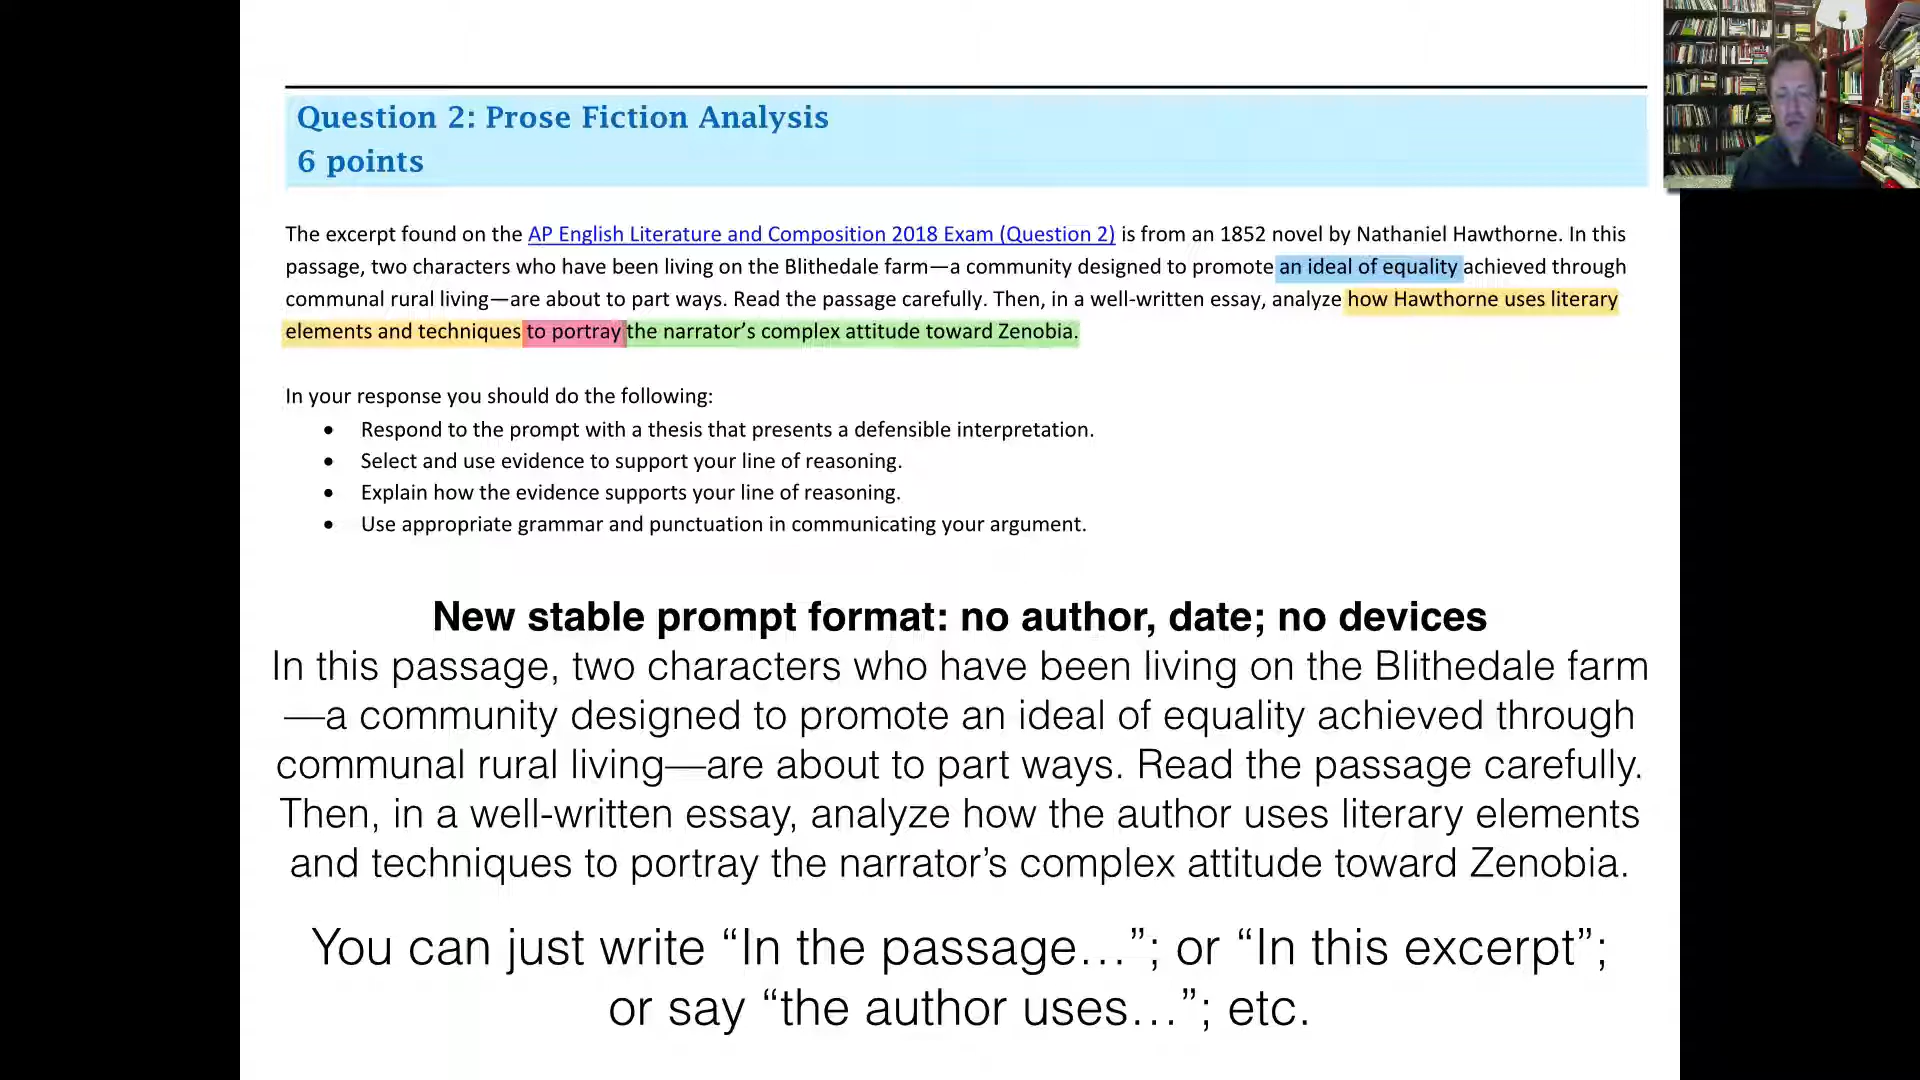 Question 2: Prose Fiction Analysis
6 points
The excerpt found on the AP English Literature and Composition 2018 Exam (Question 2) is from an 1852 novel by Nathaniel Hawthorne. In this
passage, two characters who have been living on the Blithedale farm—a community designed to promote an ideal of equality achieved through
communal rural living—are about to part ways. Read the passage carefully. Then, in a well-written essay, analyze how Hawthorne uses literary
elements and techniques to portray the narrator’s complex attitude toward Zenobia.
In your response you should do the following:
• Respond to the prompt with a thesis that presents a defensible interpretation.
• Select and use evidence to support your line of reasoning.
• Explain how the evidence supports your line of reasoning.
• Use appropriate grammar and punctuation in communicating your argument.
New stable prompt format: no author, date; no devices
In this passage, two characters who have been living on the Blithedale farm
—a community designed to promote an ideal of equality achieved through
communal rural living—are about to part ways. Read the passage carefully.
Then, in a well-written essay, analyze how the author uses literary elements
and techniques to portray the narrator’s complex attitude toward Zenobia.
You can just write “In the passage…”; or “In this excerpt”;
or say “the author uses…”; etc.